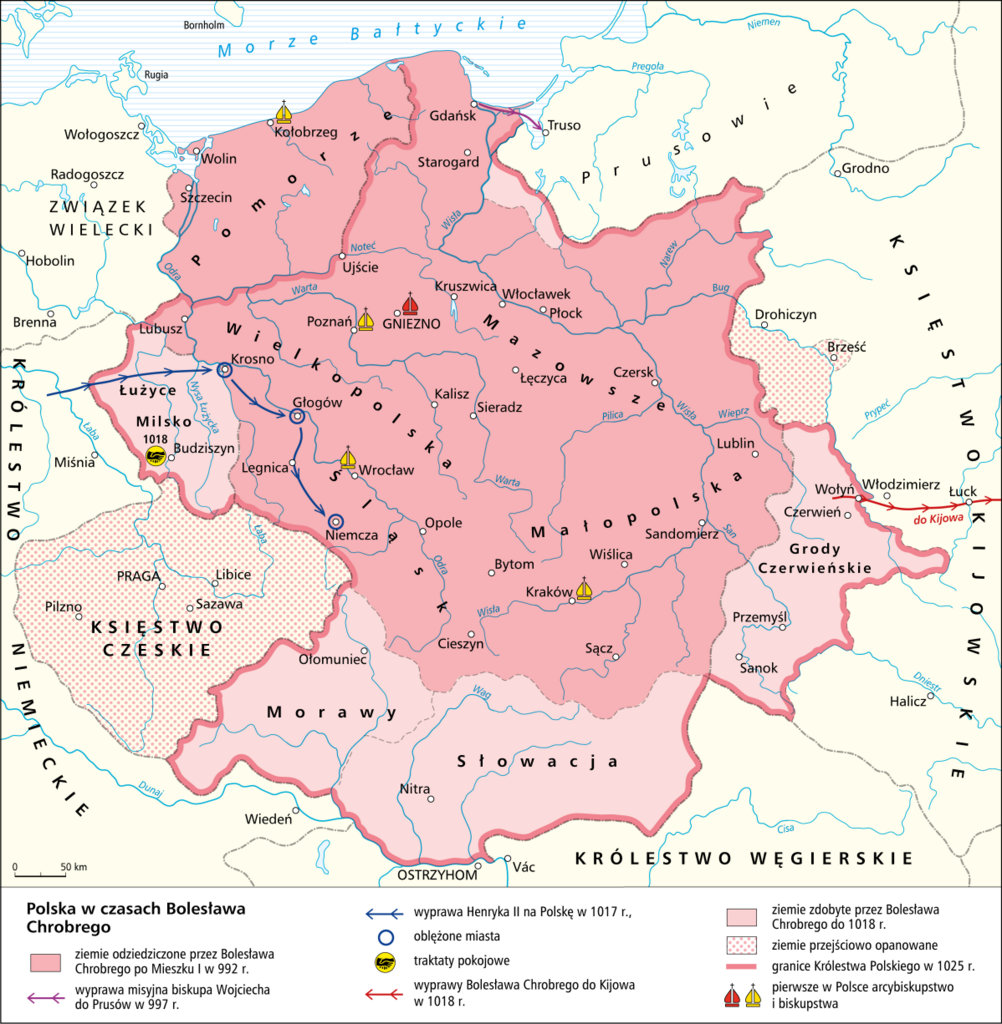 Bornholm
Morze Bałtyckie
Niemen
Rugia
Pregoła
Wołogoszcz
Kołobrzeg
Gdańsk
Truso
Prusowie
Wolin
Pomorze
Starogard
Radogoszcz
Szczecin
Grodno
ZWIĄZEK
WIELECKI
Wisła
Hobolin
Odra
Noteć
Ujście
Narew
KSIĘSTWO
KIJOWSKIE
Warta
Kruszwica
Włocławek
Bug
Brenna
Lubusz
Poznań
GNIEZNO
Płock
Drohiczyn
Wielkopolska
Mazowsze
Brześć
Krosno
Łęczyca
Czersk
KRÓLESTWO
NIEMIECKIE
Łużyce
Nysa Łużycka
Głogów
Kalisz
Sieradz
Pilica
Wisła
Wieprz
Prypeć
Łaba
Milsko
1018
Budziszyn
Miśnia
Legnica
Wrocław
Śląsk
Lublin
Warta
Małopolska
Wołyń
Włodzimierz
Łuck
Czerwień
do Kijowa
Niemcza
Opole
Sandomierz
San
Łaba
Odra
Wiślica
Grody
Czerwieńskie
PRAGA
Libice
Bytom
Kraków
Pilzno
Sazawa
Wisła
KSIĘSTWO
CZESKIE
Przemyśl
Cieszyn
Sącz
Ołomuniec
Sanok
Dniestr
Halicz
Wag
Morawy
Słowacja
Dunaj
Nitra
Wiedeń
Cisa
KRÓLESTWO WĘGIERSKIE
Vác
OSTRZYHOM
0 50 km
Polska w czasach Bolesława
Chrobrego
ziemie odziedziczone przez Bolesława
Chrobrego po Mieszku I w 992 r.
wyprawa misyjna biskupa Wojciecha
do Prusów w 997 r.
wyprawa Henryka II na Polskę w 1017 r.,
oblężone miasta
traktaty pokojowe
wyprawy Bolesława Chrobrego do Kijowa
w 1018 r.
ziemie zdobyte przez Bolesława
Chrobrego do 1018 r.
ziemie przejściowo opanowane
granice Królestwa Polskiego w 1025 r.
pierwsze w Polsce arcybiskupstwo
i biskupstwa